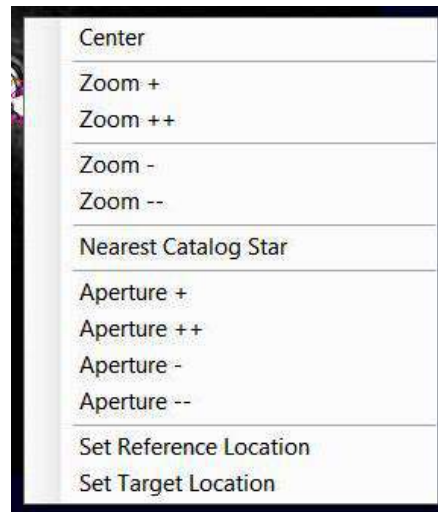 Center
Zoom +
Zoom ++
Zoom -
Zoom --
Nearest Catalog Star
Aperture +
Aperture ++
Aperture -
Aperture --
Set Reference Location
Set Target Location